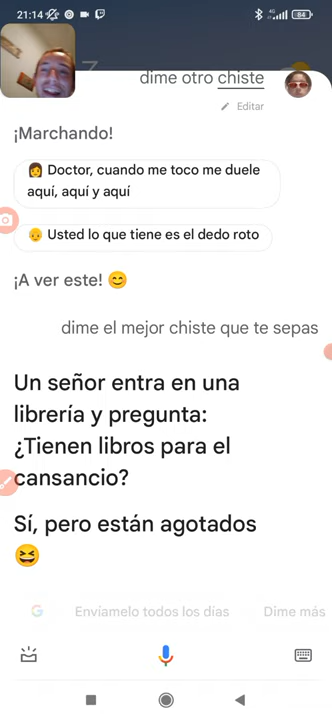 21:14
4G
84
dime otro chiste
Editar
¡Marchando!
👩 Doctor, cuando me toco me duele
aquí, aquí y aquí
👴 Usted lo que tiene es el dedo roto
¡A ver este! 😊
dime el mejor chiste que te sepas
Un señor entra en una
librería y pregunta:
¿Tienen libros para el
cansancio?
Sí, pero están agotados
😆
Envíamelo todos los días
Dime más